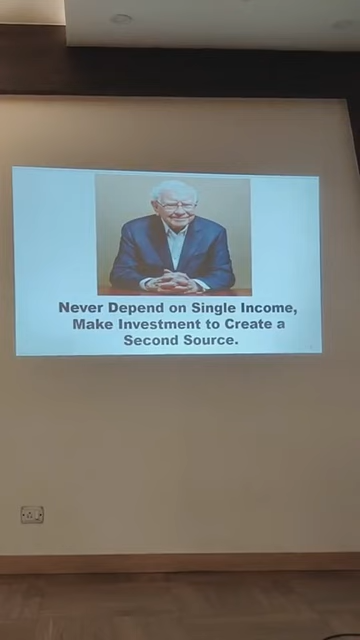 Never Depend on Single Income,
Make Investment to Create a
Second Source.